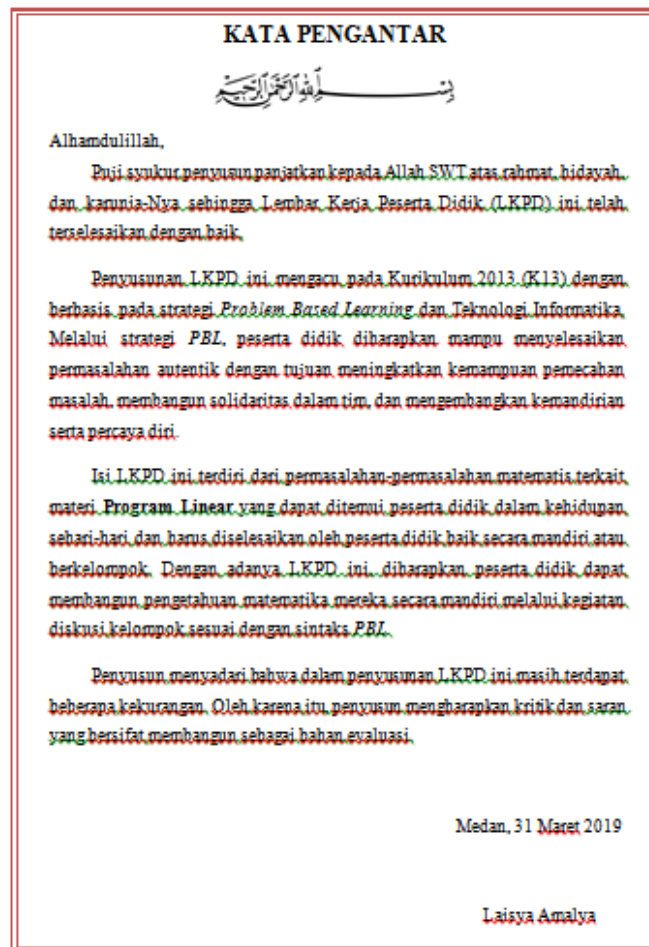 KATA PENGANTAR
بِسْــــــــــــــــمِ اللهِ الرَّحْمَنِ الرَّحِيْمِ
Alhamdulillah,
Puji syukur penyusun panjatkan kepada Allah SWT atas rahmat, hidayah,
dan karunia-Nya sehingga Lembar Kerja Peserta Didik (LKPD) ini telah
terselesaikan dengan baik.
Penyusunan LKPD ini mengacu pada Kurikulum 2013 (K13) dengan
berbasis pada strategi Problem Based Learning dan Teknologi Informatika.
Melalui strategi PBL, peserta didik diharapkan mampu menyelesaikan
permasalahan autentik dengan tujuan meningkatkan kemampuan pemecahan
masalah, membangun solidaritas dalam tim, dan mengembangkan kemandirian
serta percaya diri.
Isi LKPD ini terdiri dari permasalahan-permasalahan matematis terkait
materi Program Linear yang dapat ditemui peserta didik dalam kehidupan
sehari-hari dan harus diselesaikan oleh peserta didik baik secara mandiri atau
berkelompok. Dengan adanya LKPD ini, diharapkan peserta didik dapat
membangun pengetahuan matematika mereka secara mandiri melalui kegiatan
diskusi kelompok sesuai dengan sintaks PBL.
Penyusun menyadari bahwa dalam penyusunan LKPD ini masih terdapat
beberapa kekurangan. Oleh karena itu penyusun mengharapkan kritik dan saran
yang bersifat membangun sebagai bahan evaluasi.
Medan, 31 Maret 2019
Laisya Amalya